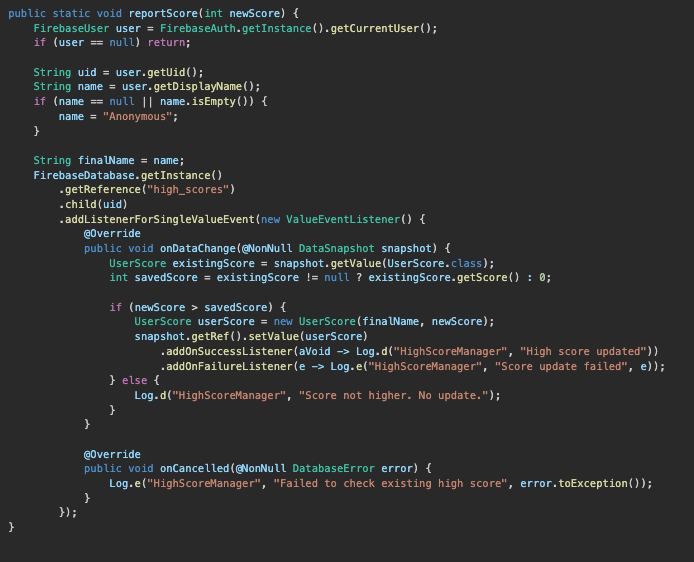 public static void reportScore(int newScore) {
    FirebaseUser user = FirebaseAuth.getInstance().getCurrentUser();
    if (user == null) return;

    String uid = user.getUid();
    String name = user.getDisplayName();
    if (name == null || name.isEmpty()) {
        name = "Anonymous";
    }

    String finalName = name;
    FirebaseDatabase.getInstance()
        .getReference("high_scores")
        .child(uid)
        .addListenerForSingleValueEvent(new ValueEventListener() {
            @Override
            public void onDataChange(@NonNull DataSnapshot snapshot) {
                UserScore existingScore = snapshot.getValue(UserScore.class);
                int savedScore = existingScore != null ? existingScore.getScore() : 0;

                if (newScore > savedScore) {
                    UserScore userScore = new UserScore(finalName, newScore);
                    snapshot.getRef().setValue(userScore)
                        .addOnSuccessListener(aVoid -> Log.d("HighScoreManager", "High score updated"))
                        .addOnFailureListener(e -> Log.e("HighScoreManager", "Score update failed", e));
                } else {
                    Log.d("HighScoreManager", "Score not higher. No update.");
                }
            }

            @Override
            public void onCancelled(@NonNull DatabaseError error) {
                Log.e("HighScoreManager", "Failed to check existing high score", error.toException());
            }
        });
}